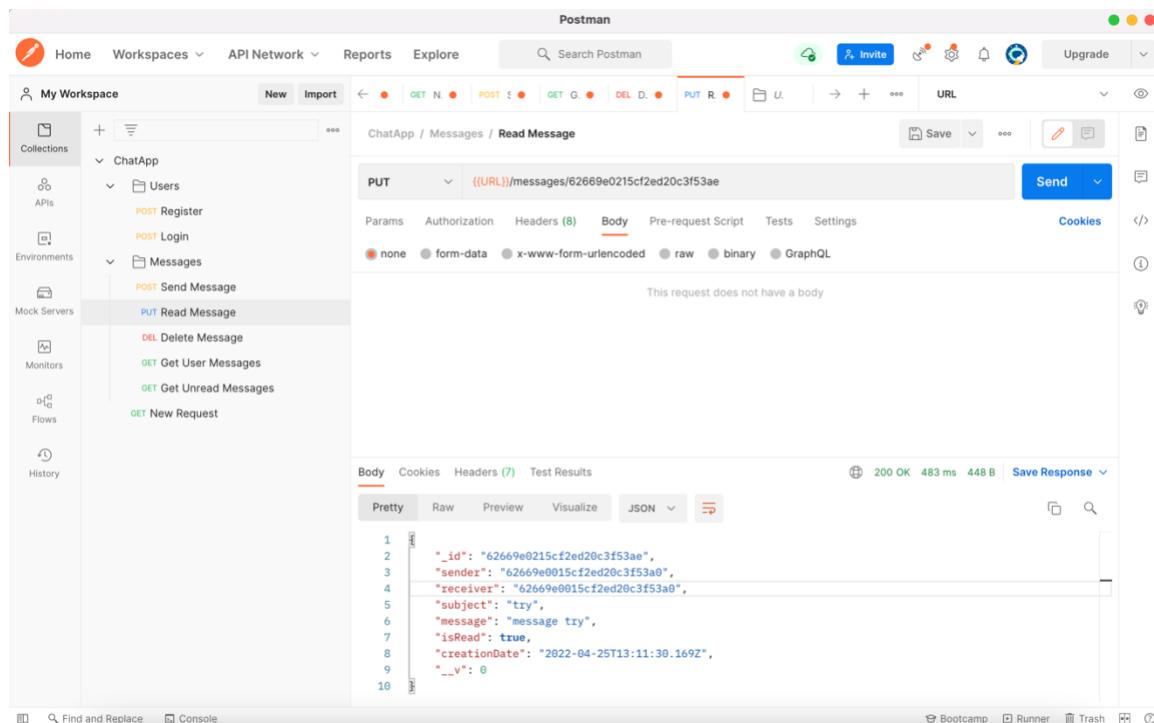 Postman
Home Workspaces API Network Reports Explore Search Postman Invite Upgrade
My Workspace New Import GET N. POST S GET G. DEL D. PUT R. U. URL
Collections
APIs
Environments
Mock Servers
Monitors
Flows
History
ChatApp
Users
POST Register
POST Login
Messages
POST Send Message
PUT Read Message
DEL Delete Message
GET Get User Messages
GET Get Unread Messages
GET New Request
ChatApp / Messages / Read Message Save
PUT {{URL}}/messages/62669e0215cf2ed20c3f53ae Send
Params Authorization Headers (8) Body Pre-request Script Tests Settings Cookies
none form-data x-www-form-urlencoded raw binary GraphQL
This request does not have a body
Body Cookies Headers (7) Test Results 200 OK 483 ms 448 B Save Response
Pretty Raw Preview Visualize JSON
1 {
2 "_id": "62669e0215cf2ed20c3f53ae",
3 "sender": "62669e0015cf2ed20c3f53a0",
4 "receiver": "62669e0015cf2ed20c3f53a0",
5 "subject": "try",
6 "message": "message try",
7 "isRead": true,
8 "creationDate": "2022-04-25T13:11:30.169Z",
9 "__v": 0
10 }
Find and Replace Console Bootcamp Runner Trash